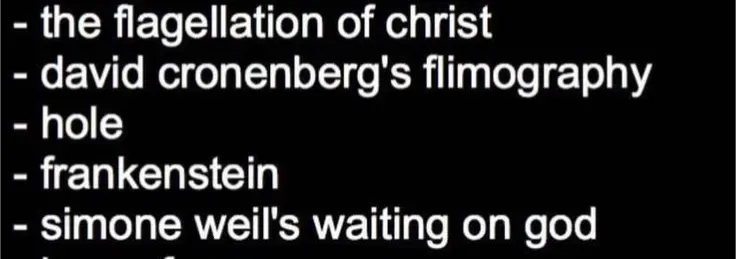 - the flagellation of christ
- david cronenberg's flimography
- hole
- frankenstein
- simone weil's waiting on god